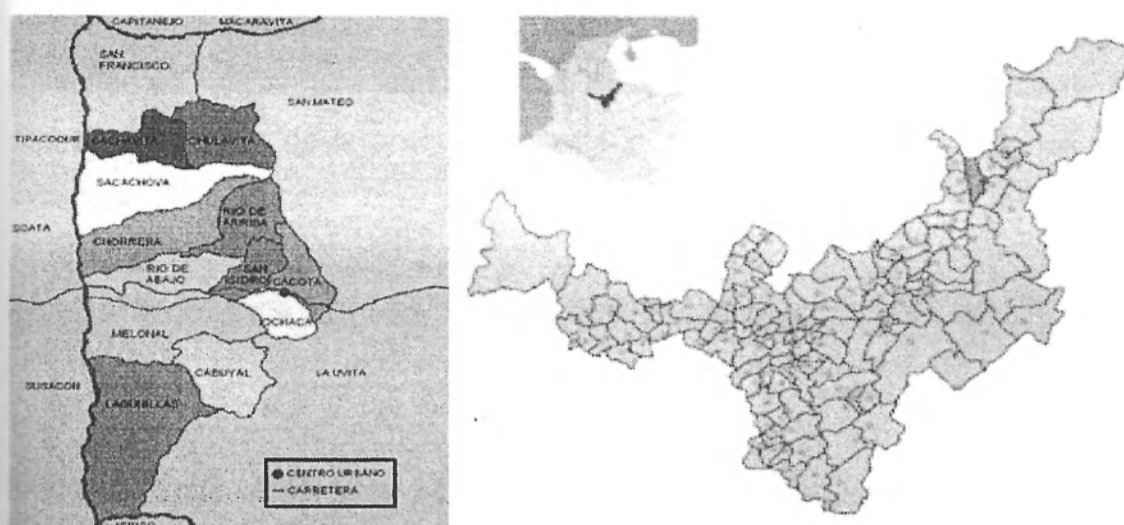 CAPITANEJO
MACARAVITA
SAN
FRANCISCO
SAN MATEO
TIPACOQUE
CACHAVITA
CHULAVITA
SACACHOVA
SOATA
RIO DE
ARRIBA
CHORRERA
RIO DE
ABAJO
SAN
ISIDRO
CACOTA
OCHACA
MELONAL
CABUYAL
LA UVITA
SUSACON
LAGUNILLAS
CENTRO URBANO
CARRETERA